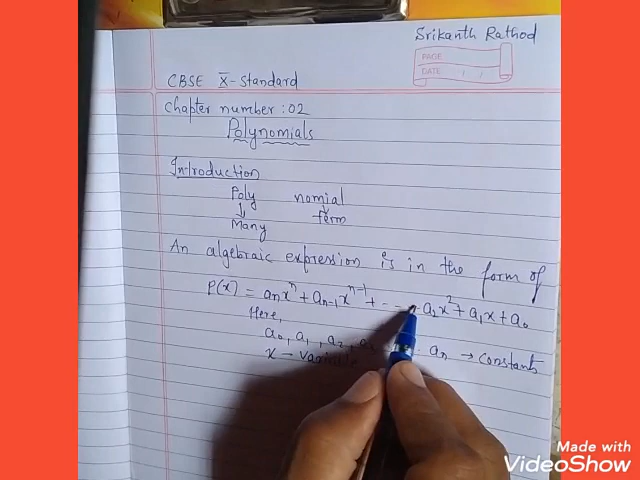 Srikanth Rathod
PAGE
DATE / /
CBSE X - Standard
Chapter number : 02
Polynomials
Introduction
Poly nomial
↓ ↓
Many term
An algebraic expression is in the form of
P(x) = aₙxⁿ + aₙ₋₁xⁿ⁻¹ + - - - + a₂x² + a₁x + a₀
Here,
a₀, a₁, a₂, aₙ → Constants
x -
Made with
VideoShow